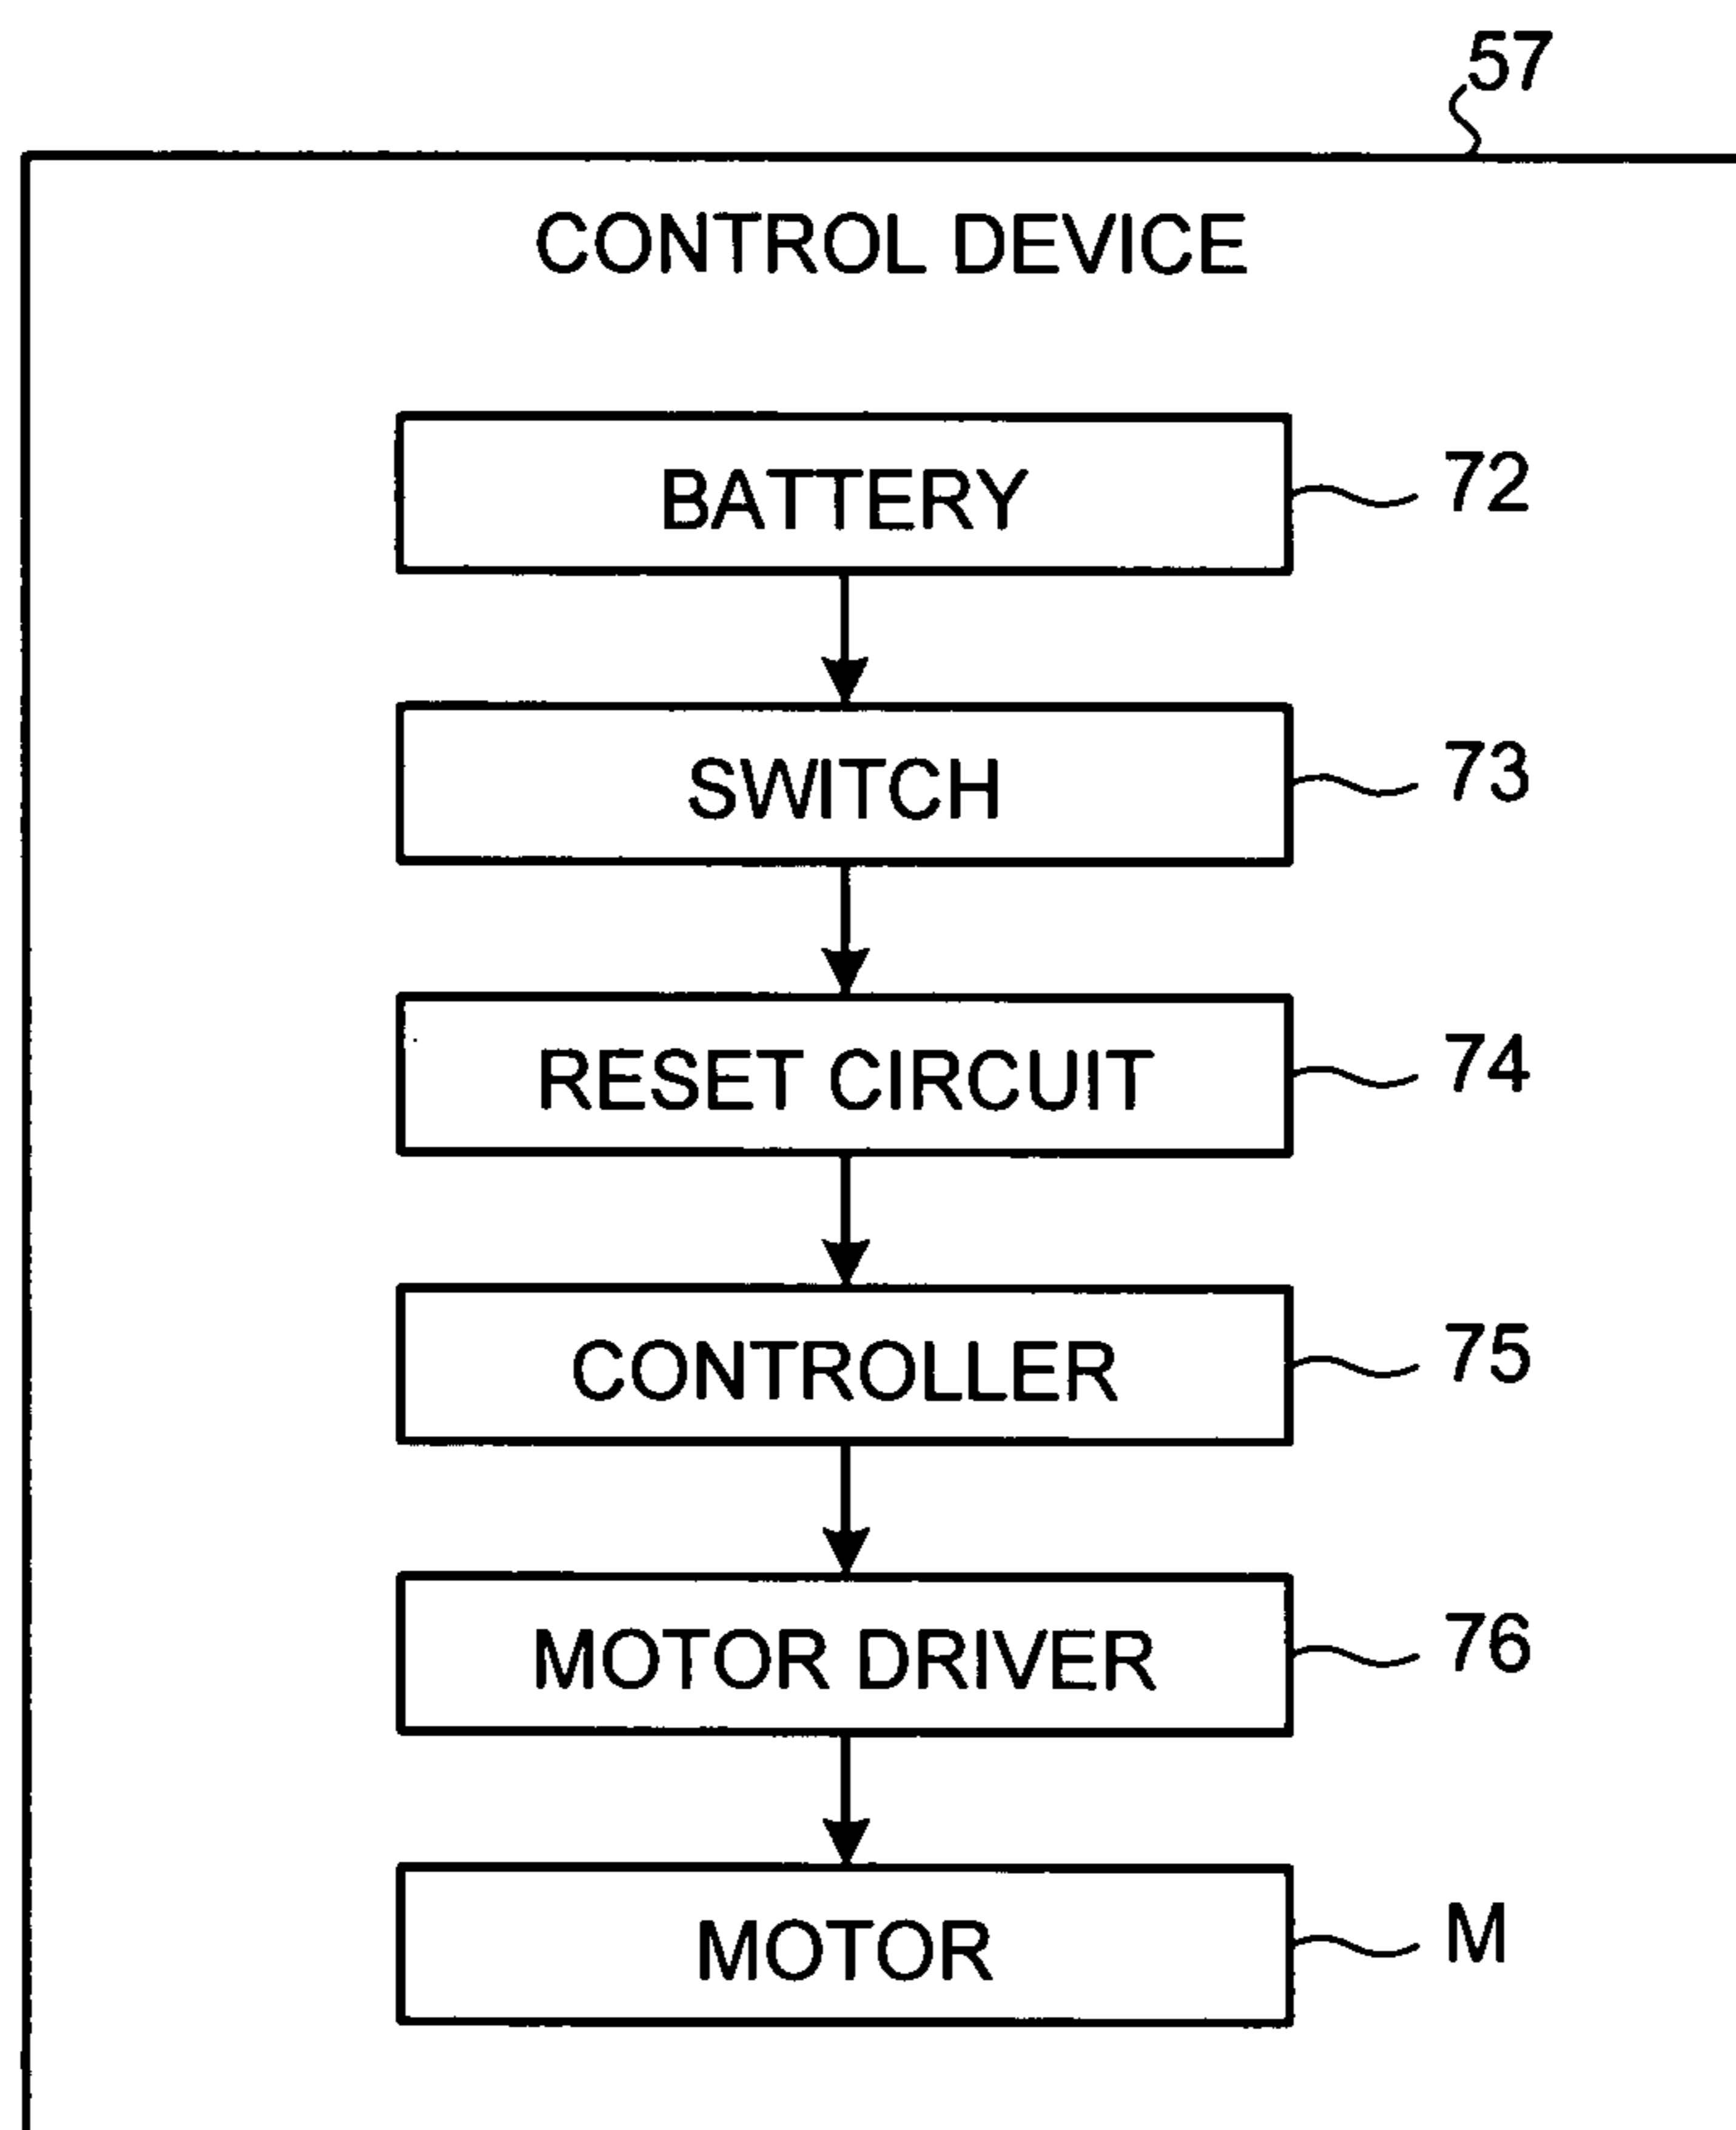 57
CONTROL DEVICE
BATTERY 72
SWITCH 73
RESET CIRCUIT 74
CONTROLLER 75
MOTOR DRIVER 76
MOTOR M